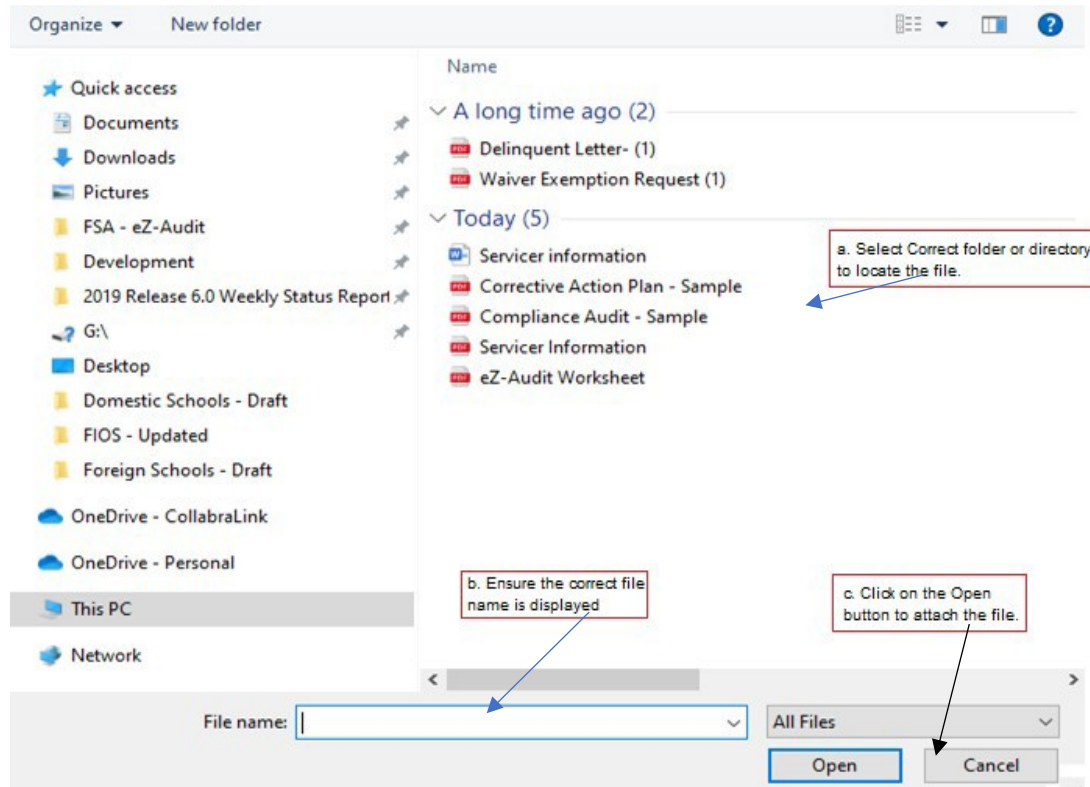 Organize New folder
Name
Quick access
Documents
Downloads
Pictures
FSA - eZ-Audit
Development
2019 Release 6.0 Weekly Status Report
G:\
Desktop
Domestic Schools - Draft
FIOS - Updated
Foreign Schools - Draft
OneDrive - CollabraLink
OneDrive - Personal
This PC
Network
A long time ago (2)
Delinquent Letter- (1)
Waiver Exemption Request (1)
Today (5)
Servicer information
Corrective Action Plan - Sample
Compliance Audit - Sample
Servicer Information
eZ-Audit Worksheet
a. Select Correct folder or directory
to locate the file.
b. Ensure the correct file
name is displayed
c. Click on the Open
button to attach the file.
File name:
All Files
Open Cancel